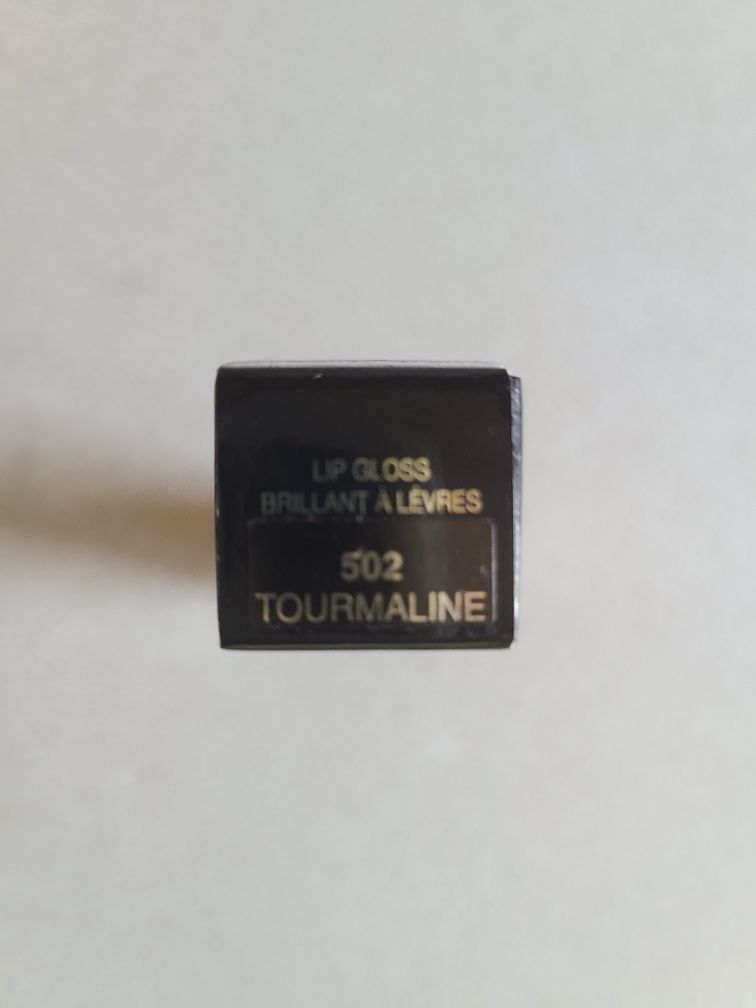 LIP GLOSS
BRILLANT À LÈVRES
502
TOURMALINE